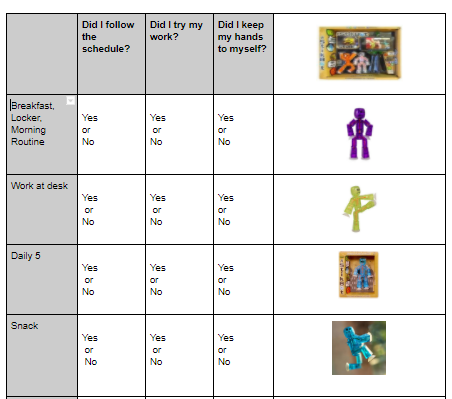 Did I follow the schedule?
Did I try my work?
Did I keep my hands to myself?
Breakfast,
Locker,
Morning
Routine
Yes
or
No
Yes
or
No
Yes
or
No
Work at desk
Yes
or
No
Yes
or
No
Yes
or
No
Daily 5
Yes
or
No
Yes
or
No
Yes
or
No
Snack
Yes
or
No
Yes
or
No
Yes
or
No